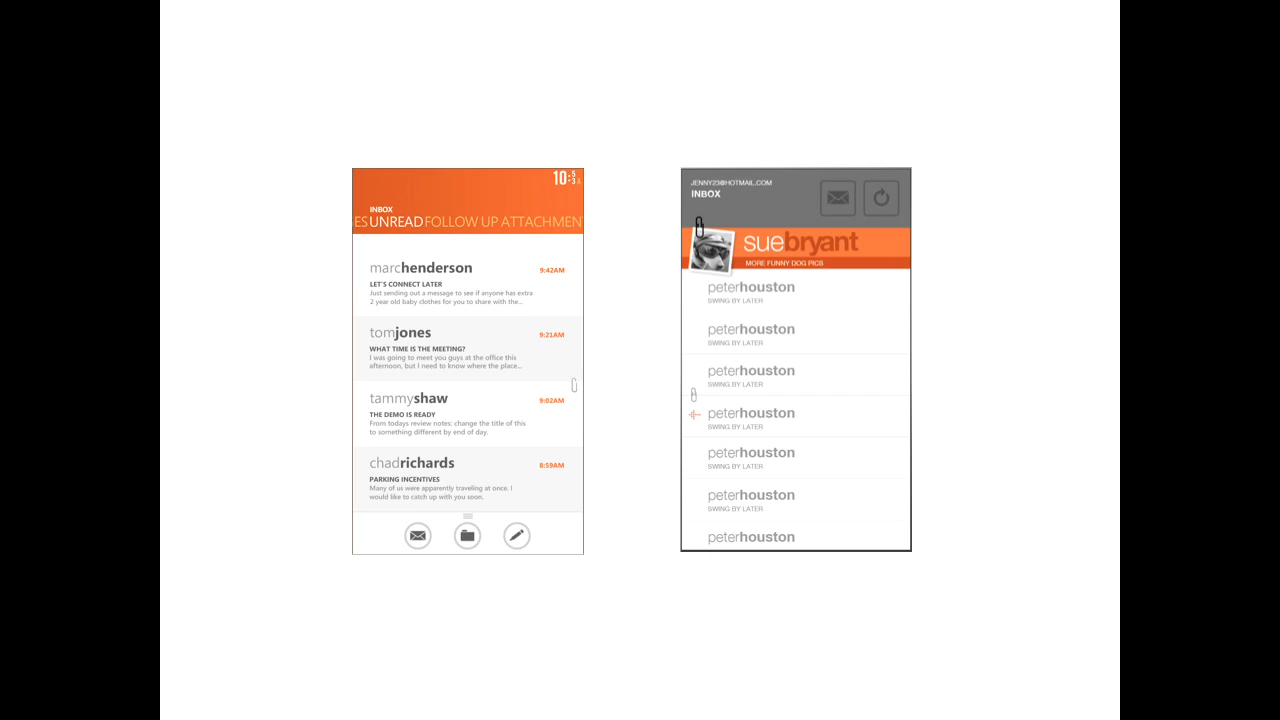 10:53A
INBOX
ES UNREAD FOLLOW UP ATTACHMEN
marchenderson
9:42AM
LET'S CONNECT LATER
Just sending out a message to see if anyone has extra
2 year old baby clothes for you to share with the...
tomjones
9:21AM
WHAT TIME IS THE MEETING?
I was going to meet you guys at the office this
afternoon, but I need to know where the place...
tammyshaw
9:02AM
THE DEMO IS READY
From todays review notes: change the title of this
to something different by end of day.
chadrichards
8:59AM
PARKING INCENTIVES
Many of us were apparently traveling at once. I
would like to catch up with you soon.
JENNY23@HOTMAIL.COM
INBOX
suebryant
MORE FUNNY DOG PICS
peterhouston
SWING BY LATER
peterhouston
SWING BY LATER
peterhouston
SWING BY LATER
peterhouston
SWING BY LATER
peterhouston
SWING BY LATER
peterhouston
SWING BY LATER
peterhouston